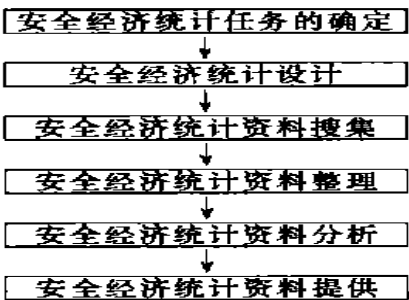 安全经济统计任务的确定
安全经济统计设计
安全经济统计资料搜集
安全经济统计资料整理
安全经济统计资料分析
安全经济统计资料提供